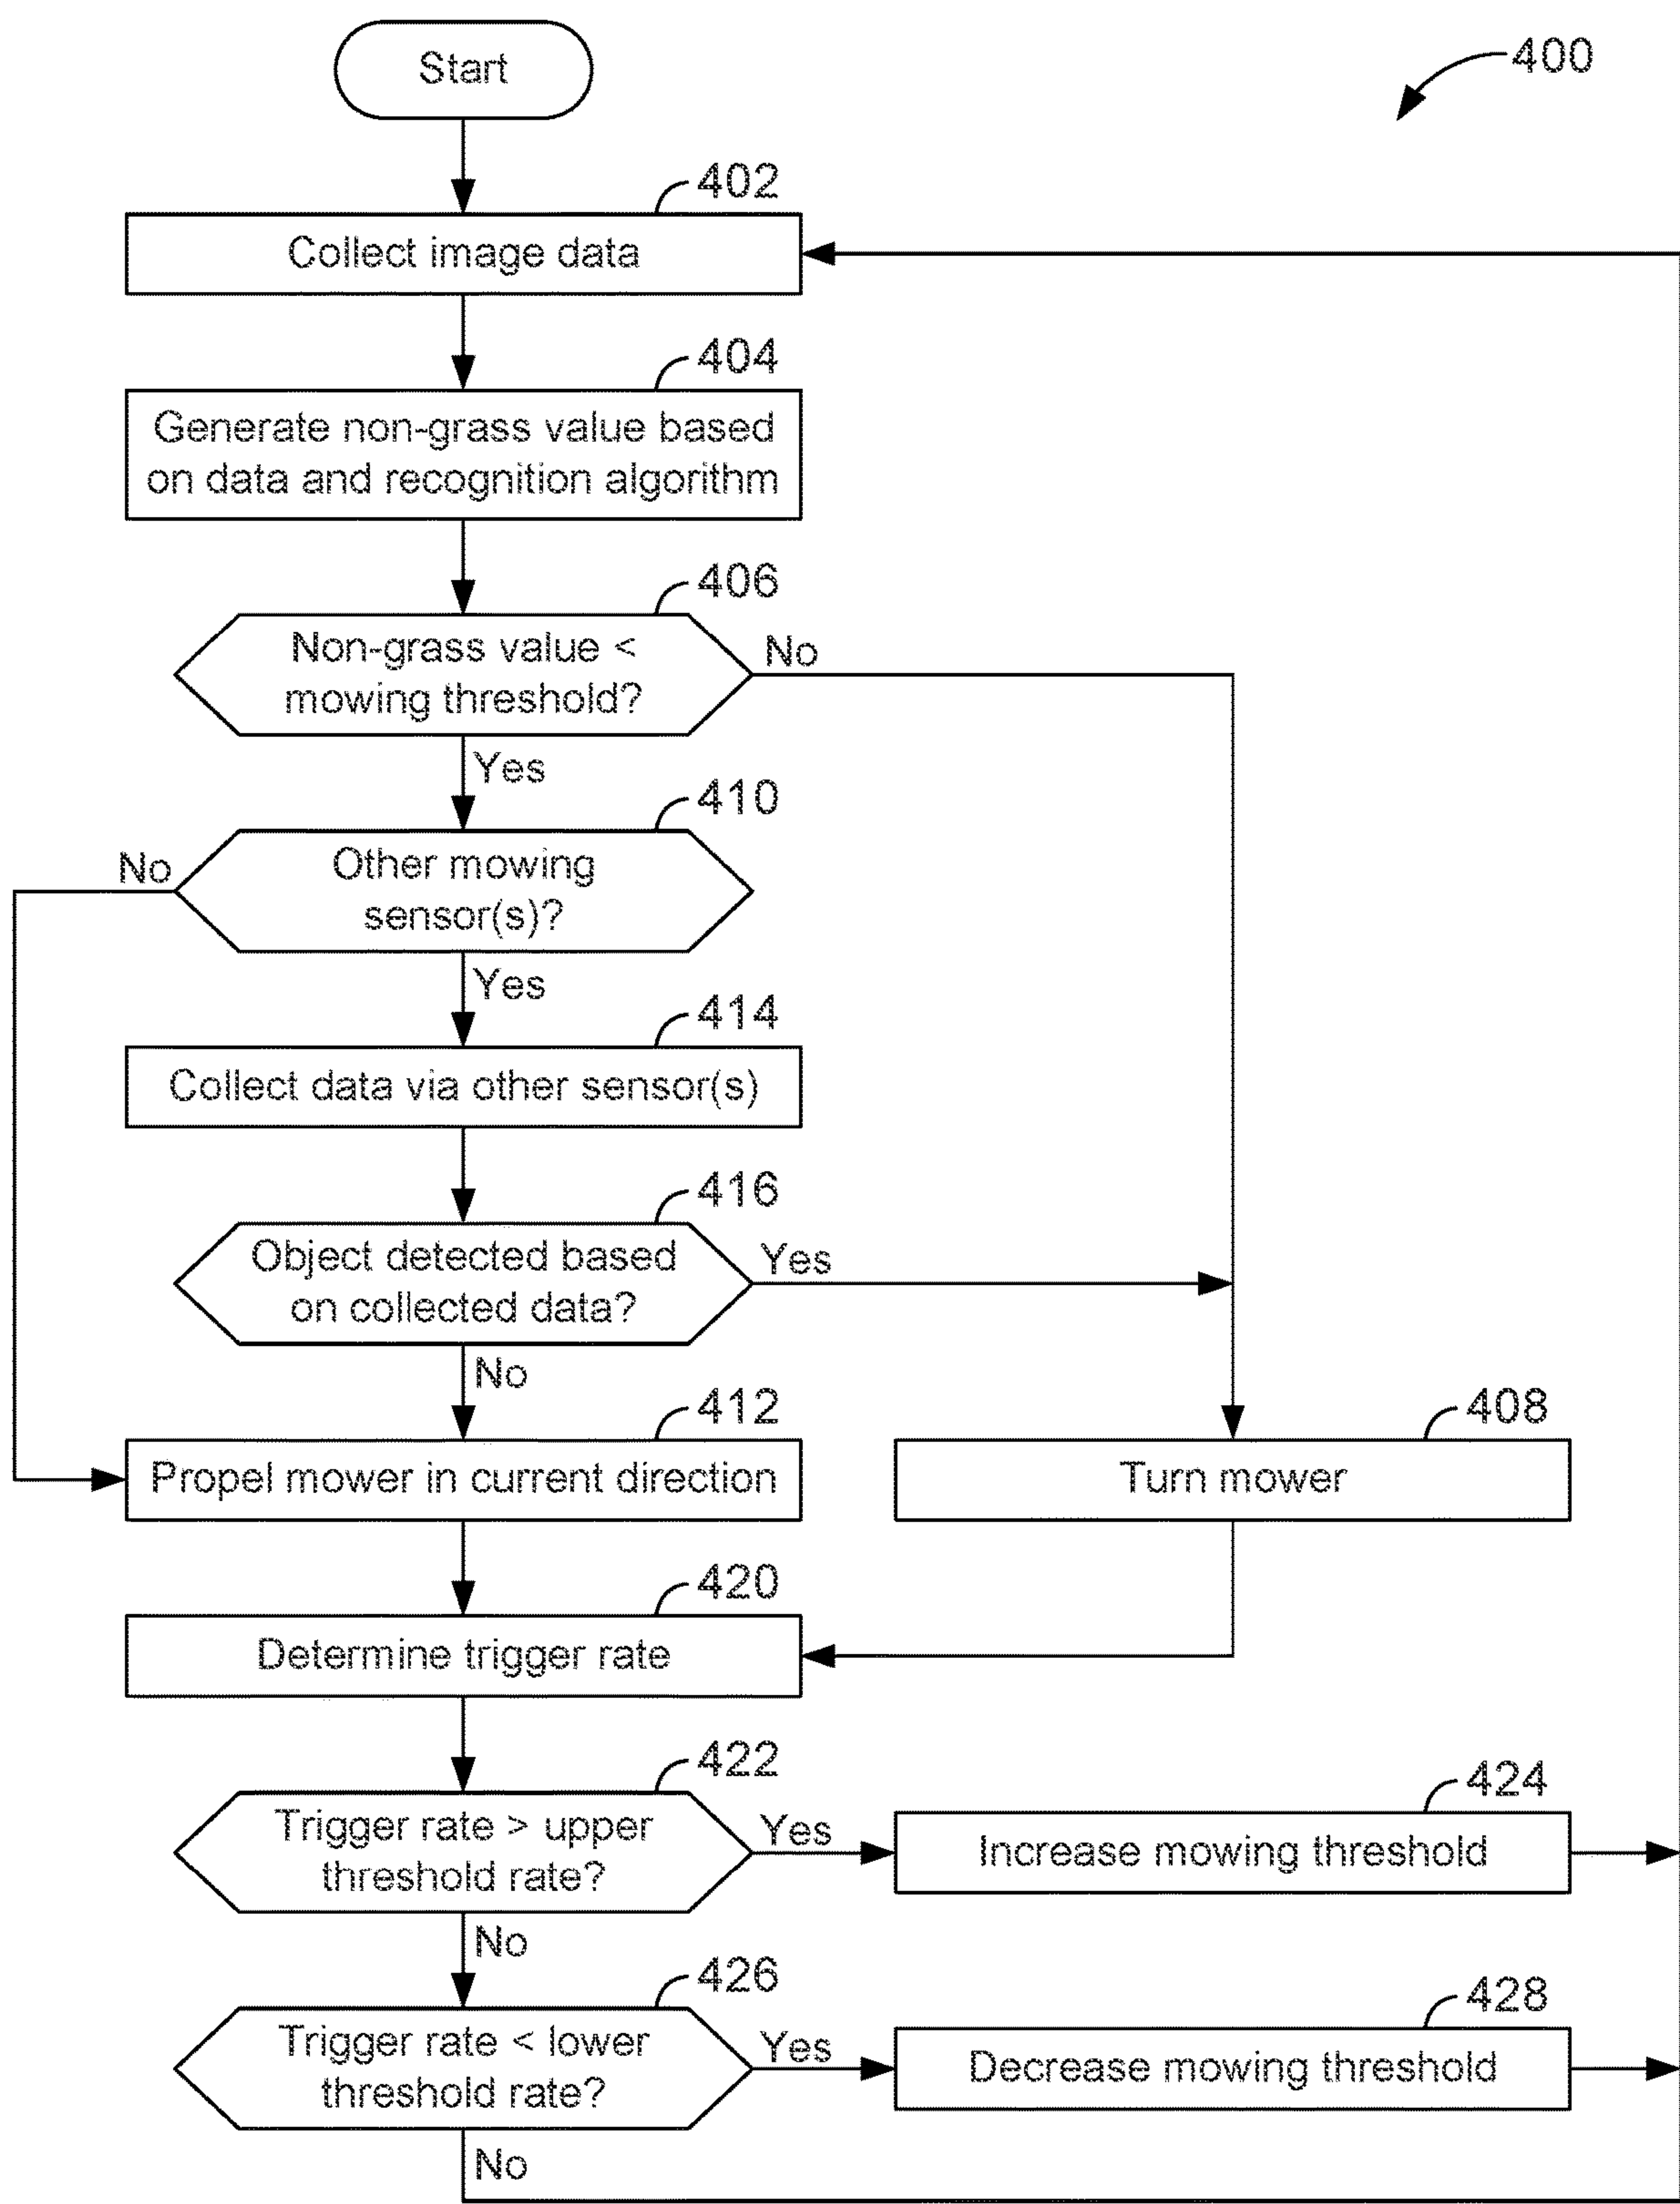 Start
400
402
Collect image data
404
Generate non-grass value based
on data and recognition algorithm
406
Non-grass value <
mowing threshold?
No
Yes
410
Other mowing
sensor(s)?
No
Yes
414
Collect data via other sensor(s)
416
Object detected based
on collected data?
Yes
No
412
Propel mower in current direction
408
Turn mower
420
Determine trigger rate
422
Trigger rate > upper
threshold rate?
Yes
424
Increase mowing threshold
No
426
Trigger rate < lower
threshold rate?
Yes
428
Decrease mowing threshold
No